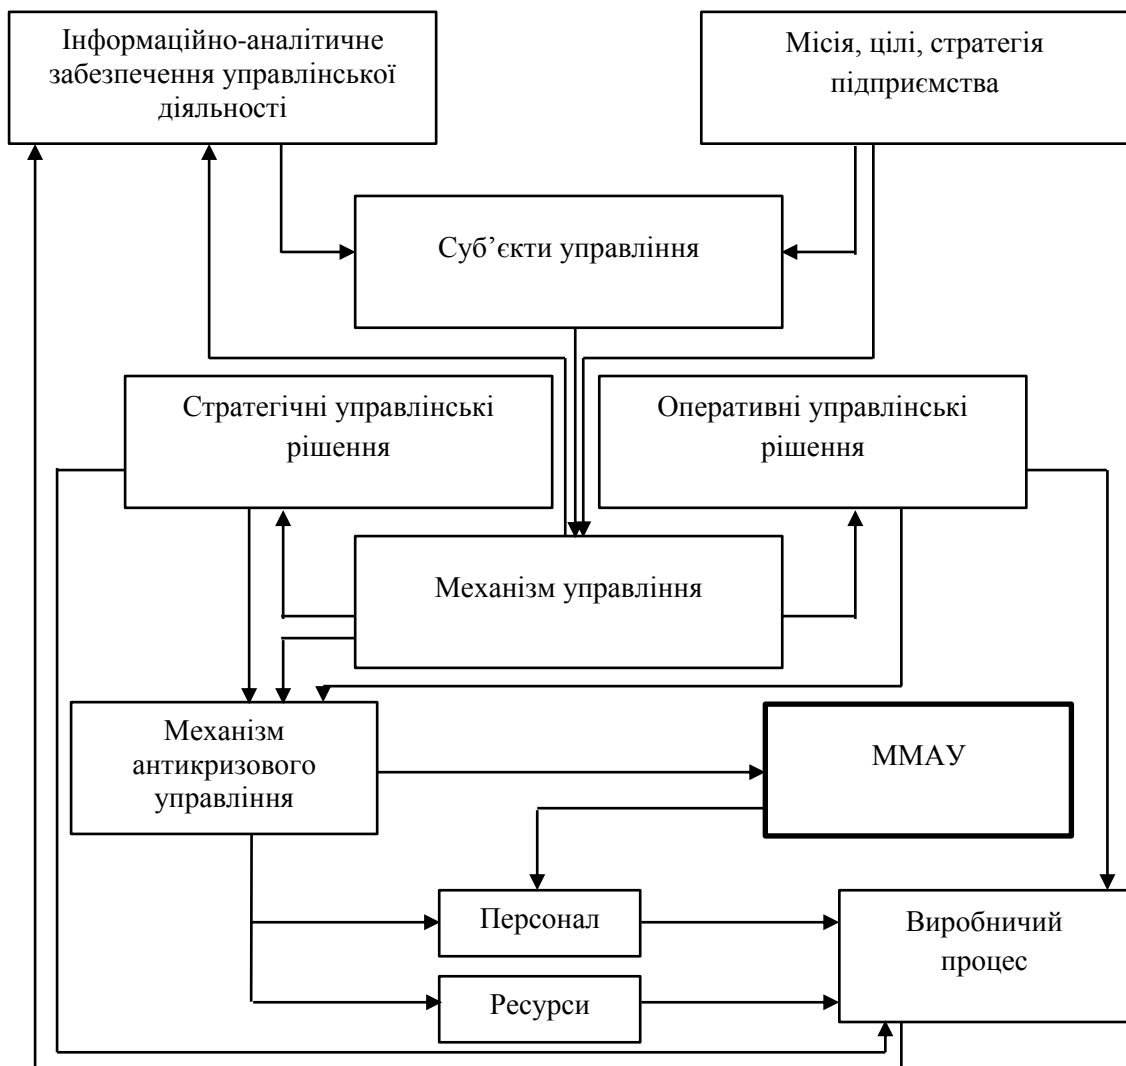 Інформаційно-аналітичне
забезпечення управлінської
діяльності
Місія, цілі, стратегія
підприємства
Суб’єкти управління
Стратегічні управлінські
рішення
Оперативні управлінські
рішення
Механізм управління
Механізм
антикризового
управління
ММАУ
Персонал
Виробничий
процес
Ресурси